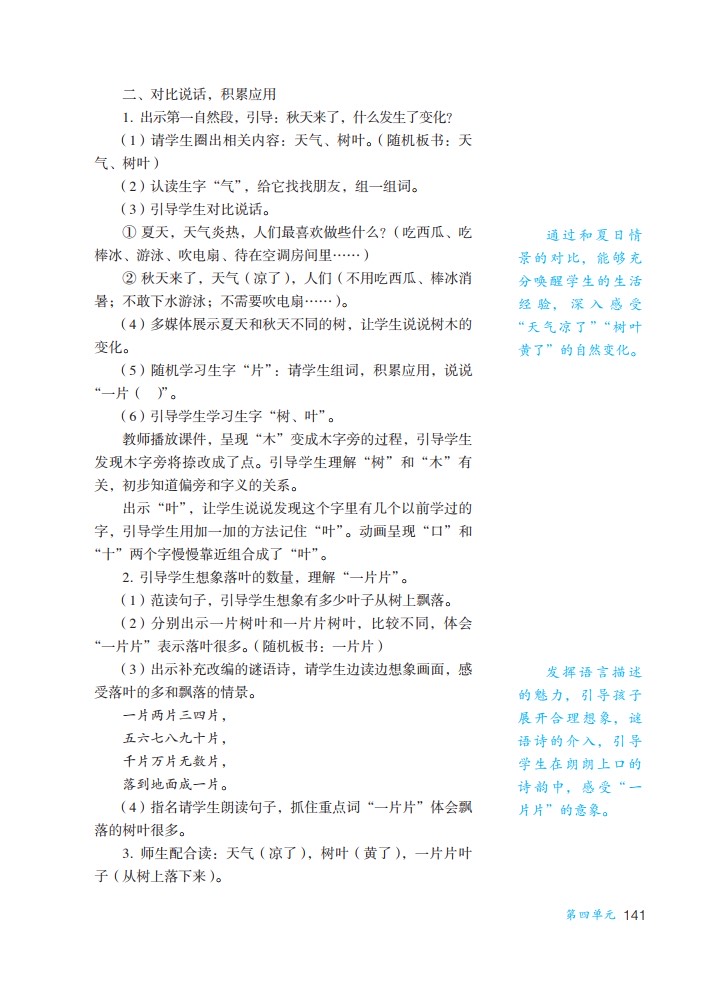 二、对比说话，积累应用
1. 出示第一自然段，引导：秋天来了，什么发生了变化？
（1）请学生圈出相关内容：天气、树叶。（随机板书：天
气、树叶）
（2）认读生字“气”，给它找找朋友，组一组词。
（3）引导学生对比说话。
① 夏天，天气炎热，人们最喜欢做些什么？（吃西瓜、吃
棒冰、游泳、吹电扇、待在空调房间里……）
② 秋天来了，天气（凉了），人们（不用吃西瓜、棒冰消
暑；不敢下水游泳；不需要吹电扇……）。
（4）多媒体展示夏天和秋天不同的树，让学生说说树木的
变化。
（5）随机学习生字“片”：请学生组词，积累应用，说说
“一片（　）”。
（6）引导学生学习生字“树、叶”。
教师播放课件，呈现“木”变成木字旁的过程，引导学生
发现木字旁将捺改成了点。引导学生理解“树”和“木”有
关，初步知道偏旁和字义的关系。
出示“叶”，让学生说说发现这个字里有几个以前学过的
字，引导学生用加一加的方法记住“叶”。动画呈现“口”和
“十”两个字慢慢靠近组合成了“叶”。
2. 引导学生想象落叶的数量，理解“一片片”。
（1）范读句子，引导学生想象有多少叶子从树上飘落。
（2）分别出示一片树叶和一片片树叶，比较不同，体会
“一片片”表示落叶很多。（随机板书：一片片）
（3）出示补充改编的谜语诗，请学生边读边想象画面，感
受落叶的多和飘落的情景。
一片两片三四片，
五六七八九十片，
千片万片无数片，
落到地面成一片。
（4）指名请学生朗读句子，抓住重点词“一片片”体会飘
落的树叶很多。
3. 师生配合读：天气（凉了），树叶（黄了），一片片叶
子（从树上落下来）。
通过和夏日情
景的对比，能够充
分唤醒学生的生活
经验，深入感受
“天气凉了”“树叶
黄了”的自然变化。
发挥语言描述
的魅力，引导孩子
展开合理想象，谜
语诗的介入，引导
学生在朗朗上口的
诗韵中，感受“一
片片”的意象。
第四单元 141